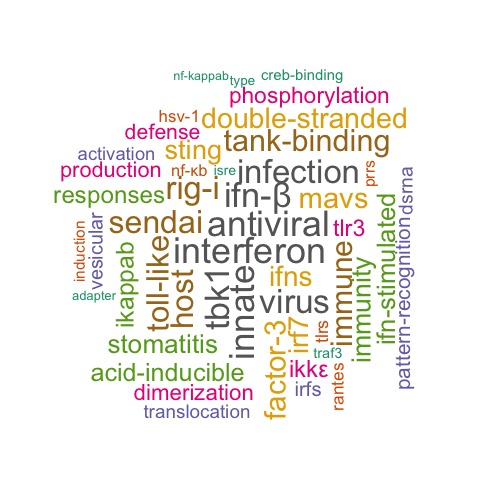 nf-kappab
type
creb-binding
phosphorylation
hsv-1
double-stranded
defense
sting
tank-binding
activation
production
nf-κb
isre
infection
prrs
responses
rig-i
ifn-β
mavs
dsrna
sendai
antiviral
tlr3
ifn-stimulated
induction
vesicular
ikappab
toll-like
host
interferon
immune
immunity
pattern-recognition
adapter
tbk1
innate
ifns
virus
stomatitis
factor-3
irf7
tlrs
traf3
acid-inducible
ikkε
dimerization
irfs
rantes
translocation